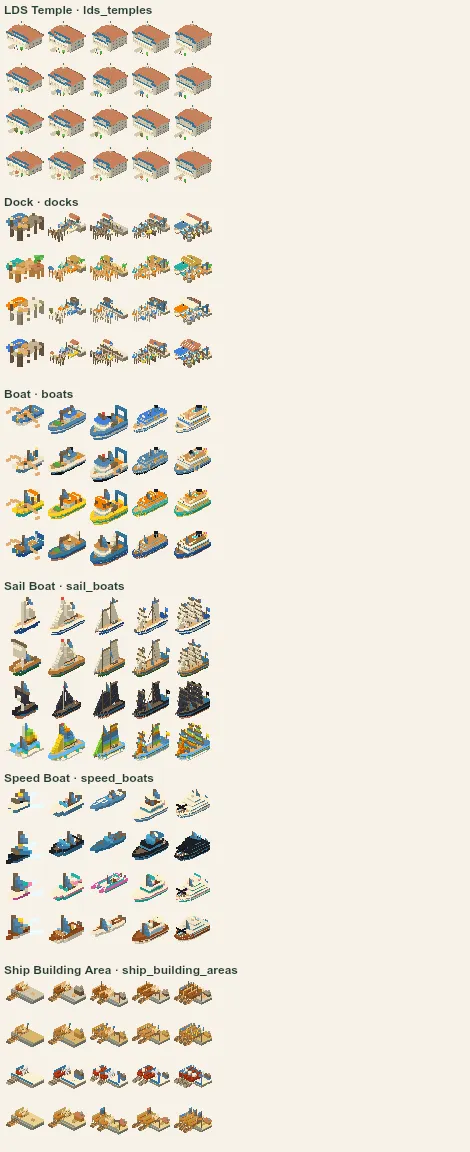 LDS Temple · lds_temples
Dock · docks
Boat · boats
Sail Boat · sail_boats
Speed Boat · speed_boats
Ship Building Area · ship_building_areas